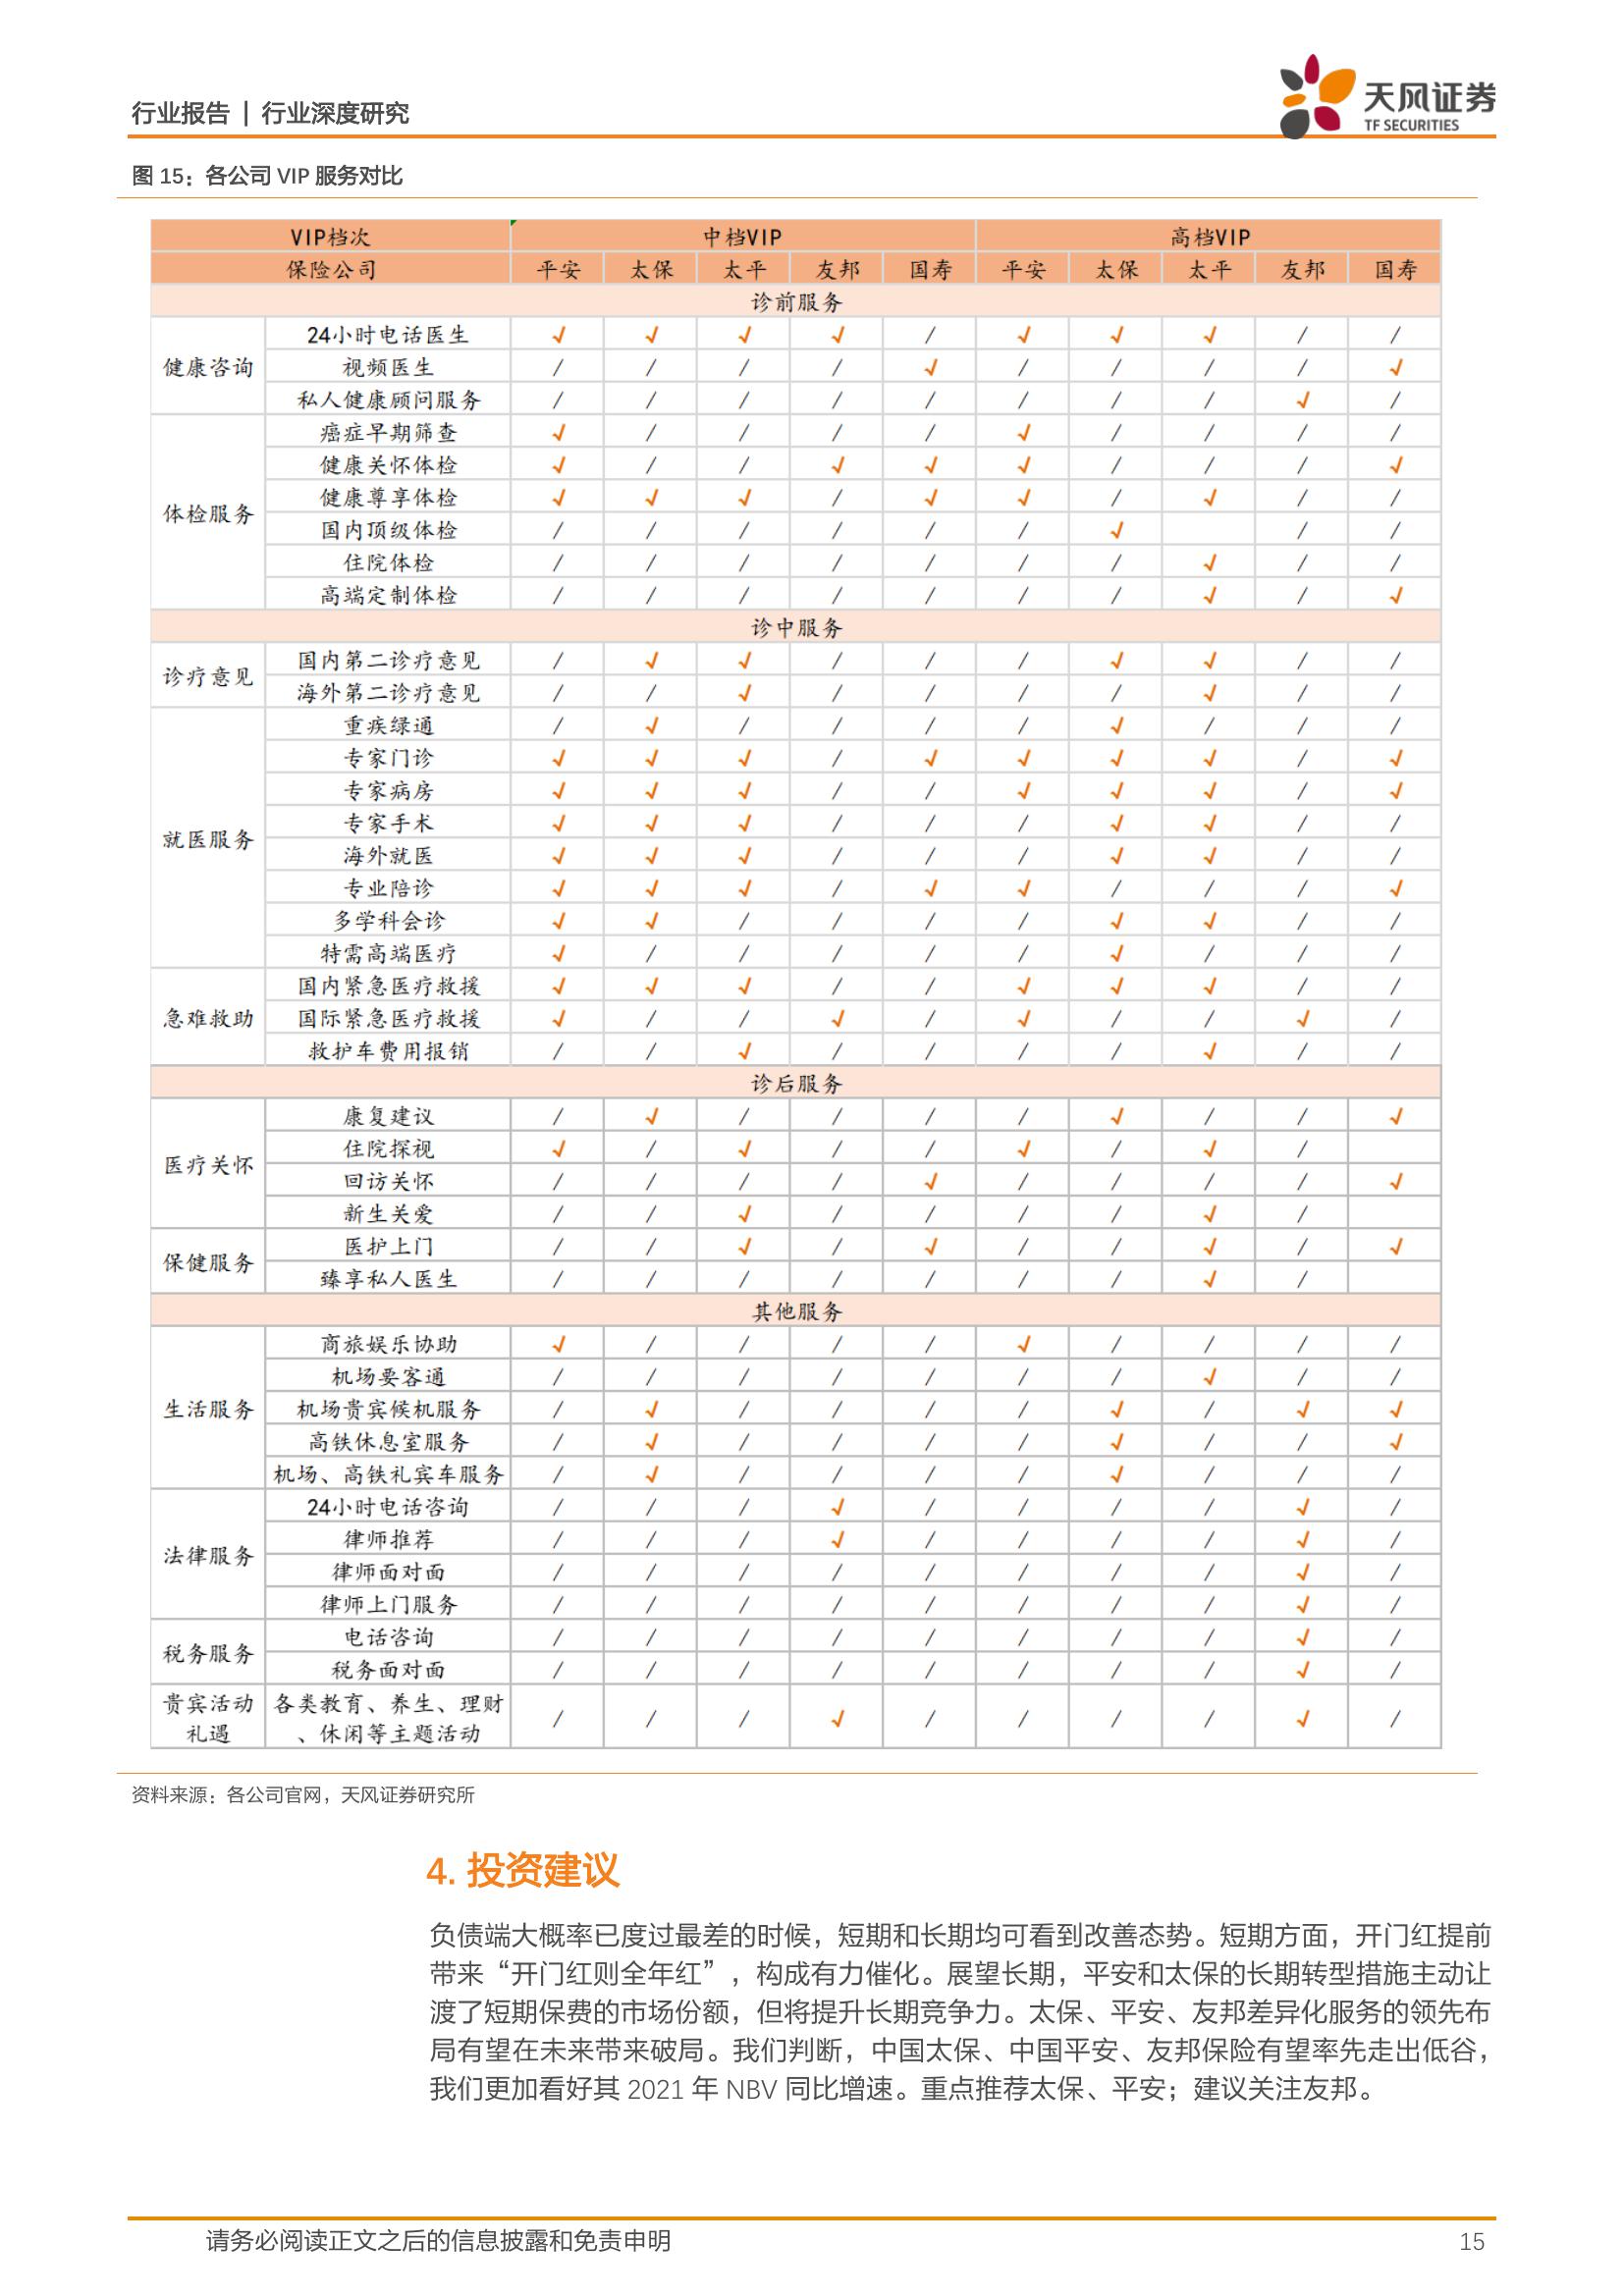 行业报告 | 行业深度研究
天风证券
TF SECURITIES
图 15：各公司 VIP 服务对比
VIP档次 中档VIP 高档VIP
保险公司 平安 太保 太平 友邦 国寿 平安 太保 太平 友邦 国寿
诊前服务
健康咨询
24小时电话医生 √ √ √ √ / √ √ √ / /
视频医生 / / / / √ / / / / √
私人健康顾问服务 / / / / / / / / √ /
体检服务
癌症早期筛查 √ / / / / √ / / / /
健康关怀体检 √ / / √ √ √ / / / √
健康尊享体检 √ √ √ / √ √ / √ / /
国内顶级体检 / / / / / / √ / /
住院体检 / / / / / / / √ / /
高端定制体检 / / / / / / / √ / √
诊中服务
诊疗意见
国内第二诊疗意见 / √ √ / / / √ √ / /
海外第二诊疗意见 / / √ / / / / √ / /
就医服务
重疾绿通 / √ / / / / √ / / /
专家门诊 √ √ √ / √ √ √ √ / √
专家病房 √ √ √ / / √ √ √ / √
专家手术 √ √ √ / / / √ √ / /
海外就医 √ √ √ / / / √ √ / /
专业陪诊 √ √ √ / √ √ / / / √
多学科会诊 √ √ / / / / √ √ / /
特需高端医疗 √ / / / / / √ / / /
急难救助
国内紧急医疗救援 √ √ √ / / √ √ √ / /
国际紧急医疗救援 √ / / √ / √ / / √ /
救护车费用报销 / / √ / / / / √ / /
诊后服务
医疗关怀
康复建议 / √ / / / / √ / / √
住院探视 √ / √ / / √ / √ /
回访关怀 / / / / √ / / / / √
新生关爱 / / √ / / / / √ /
保健服务
医护上门 / / √ / √ / / √ / √
臻享私人医生 / / / / / / / √ /
其他服务
生活服务
商旅娱乐协助 √ / / / / √ / / / /
机场要客通 / / / / / / / √ / /
机场贵宾候机服务 / √ / / / / √ / √ √
高铁休息室服务 / √ / / / / √ / / √
机场、高铁礼宾车服务 / √ / / / / √ / / /
法律服务
24小时电话咨询 / / / √ / / / / √ /
律师推荐 / / / √ / / / / √ /
律师面对面 / / / / / / / / √ /
律师上门服务 / / / / / / / / √ /
税务服务
电话咨询 / / / / / / / / √ /
税务面对面 / / / / / / / / √ /
贵宾活动
礼遇
各类教育、养生、理财
、休闲等主题活动 / / / √ / / / / √ /
资料来源：各公司官网，天风证券研究所
4. 投资建议
负债端大概率已度过最差的时候，短期和长期均可看到改善态势。短期方面，开门红提前
带来“开门红则全年红”，构成有力催化。展望长期，平安和太保的长期转型措施主动让
渡了短期保费的市场份额，但将提升长期竞争力。太保、平安、友邦差异化服务的领先布
局有望在未来带来破局。我们判断，中国太保、中国平安、友邦保险有望率先走出低谷，
我们更加看好其 2021 年 NBV 同比增速。重点推荐太保、平安；建议关注友邦。
请务必阅读正文之后的信息披露和免责申明 15